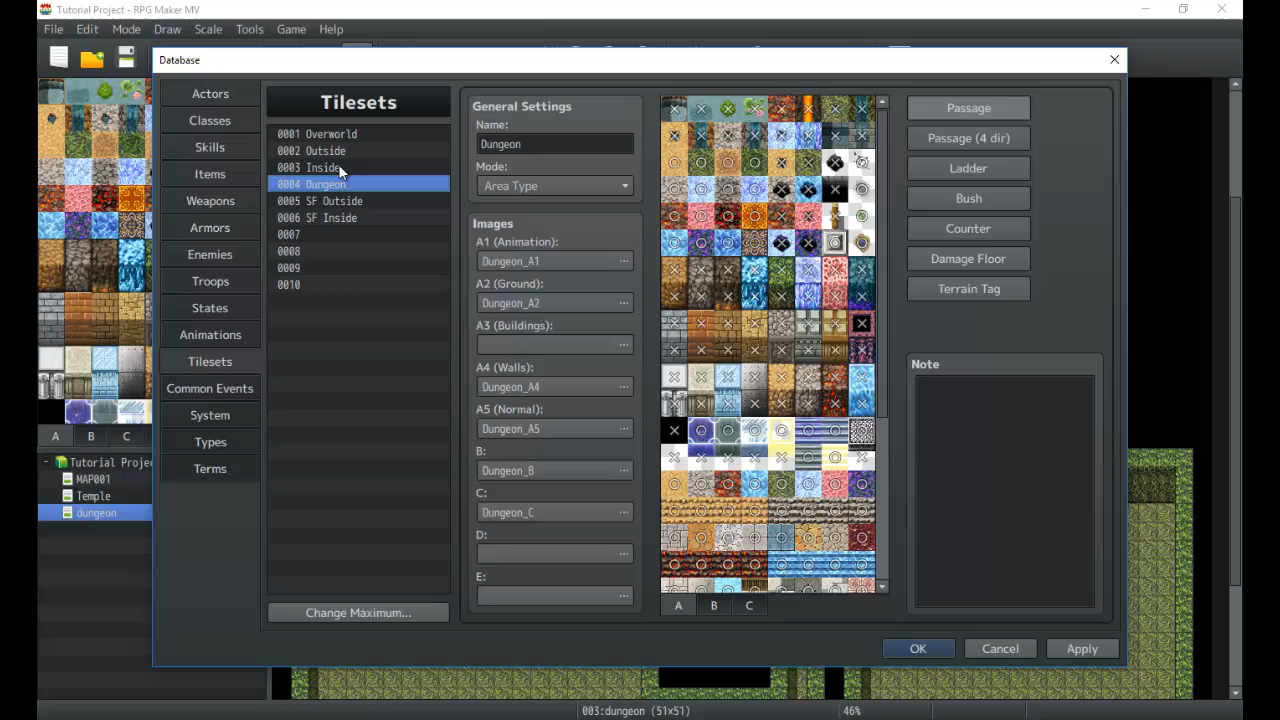 Tutorial Project - RPG Maker MV
File Edit Mode Draw Scale Tools Game Help
Database
Actors
Classes
Skills
Items
Weapons
Armors
Enemies
Troops
States
Animations
Tilesets
Common Events
System
Types
Terms
Tilesets
0001 Overworld
0002 Outside
0003 Inside
0004 Dungeon
0005 SF Outside
0006 SF Inside
0007
0008
0009
0010
Change Maximum...
General Settings
Name:
Dungeon
Mode:
Area Type
Images
A1 (Animation):
Dungeon_A1 ...
A2 (Ground):
Dungeon_A2 ...
A3 (Buildings):
...
A4 (Walls):
Dungeon_A4 ...
A5 (Normal):
Dungeon_A5 ...
B:
Dungeon_B ...
C:
Dungeon_C ...
D:
...
E:
...
A B C
Passage
Passage (4 dir)
Ladder
Bush
Counter
Damage Floor
Terrain Tag
Note
OK Cancel Apply
A B C
Tutorial Projec
MAP001
Temple
dungeon
003:dungeon (51x51) 46%